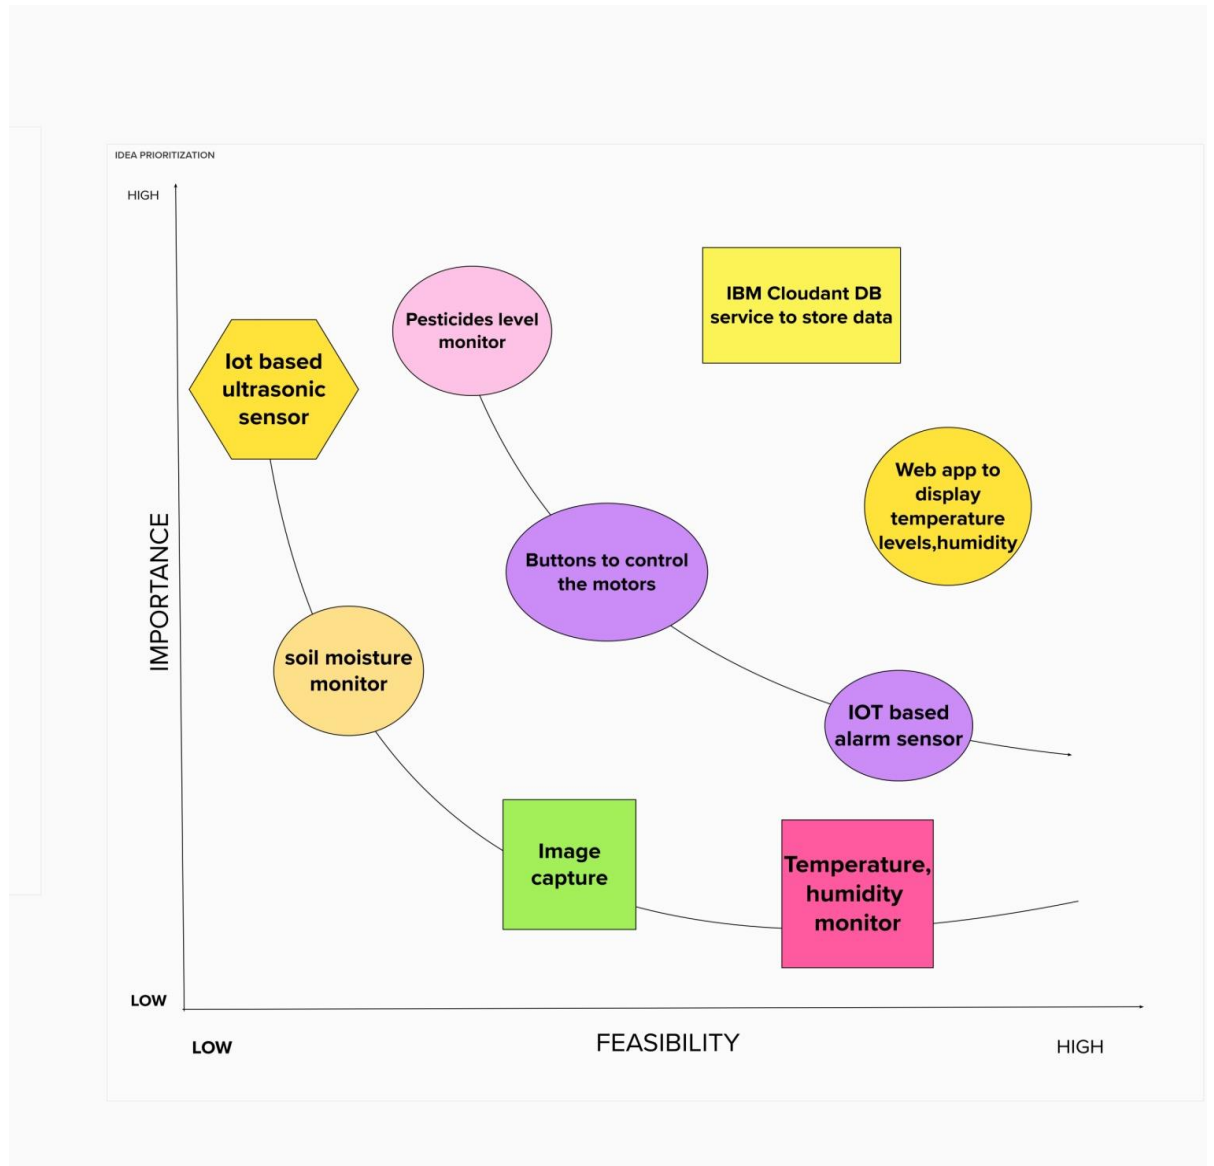 IDEA PRIORITIZATION
HIGH
IBM Cloudant DB
service to store data
Pesticides level
monitor
Iot based
ultrasonic
sensor
Web app to
display
temperature
levels,humidity
IMPORTANCE
Buttons to control
the motors
soil moisture
monitor
IOT based
alarm sensor
Image
capture
Temperature,
humidity
monitor
LOW
LOW
FEASIBILITY
HIGH